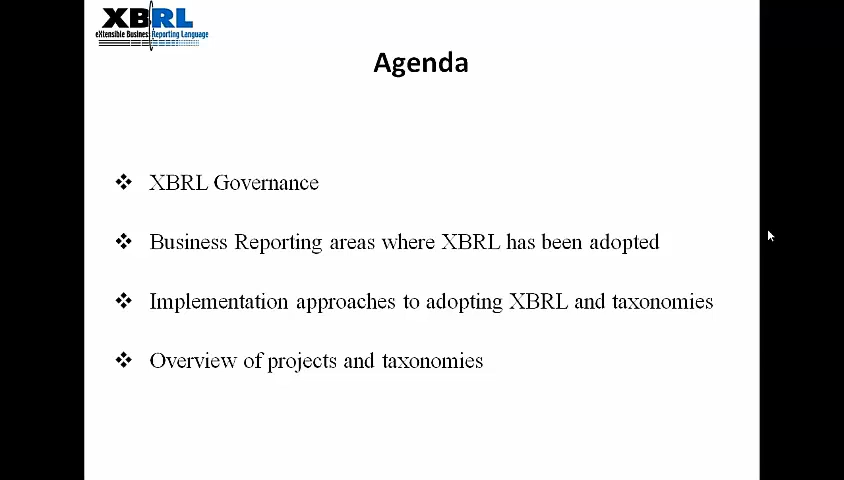 XBRL
eXtensible Business Reporting Language
Agenda
XBRL Governance
Business Reporting areas where XBRL has been adopted
Implementation approaches to adopting XBRL and taxonomies
Overview of projects and taxonomies